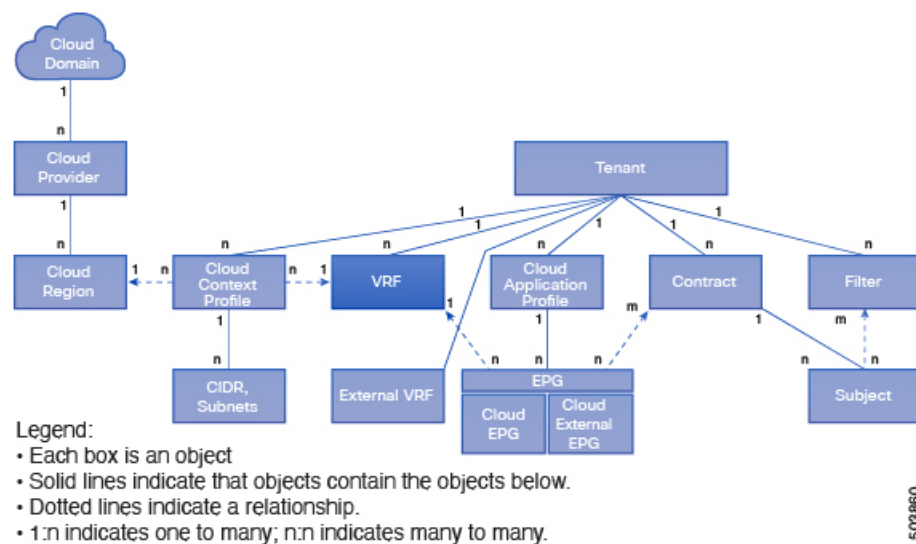 Cloud
Domain
1
n
Cloud
Provider
Tenant
1
n
1
1
1
1
1
n
n
n
n
n
Cloud
Region
1
n
Cloud
Context
Profile
n
1
VRF
Cloud
Application
Profile
Contract
Filter
1
1
1
m
1
m
n
n
n
n
n
n
CIDR,
Subnets
External VRF
EPG
Cloud
EPG
Cloud
External
EPG
Subject
Legend:
• Each box is an object
• Solid lines indicate that objects contain the objects below.
• Dotted lines indicate a relationship.
• 1:n indicates one to many; n:n indicates many to many.
503860